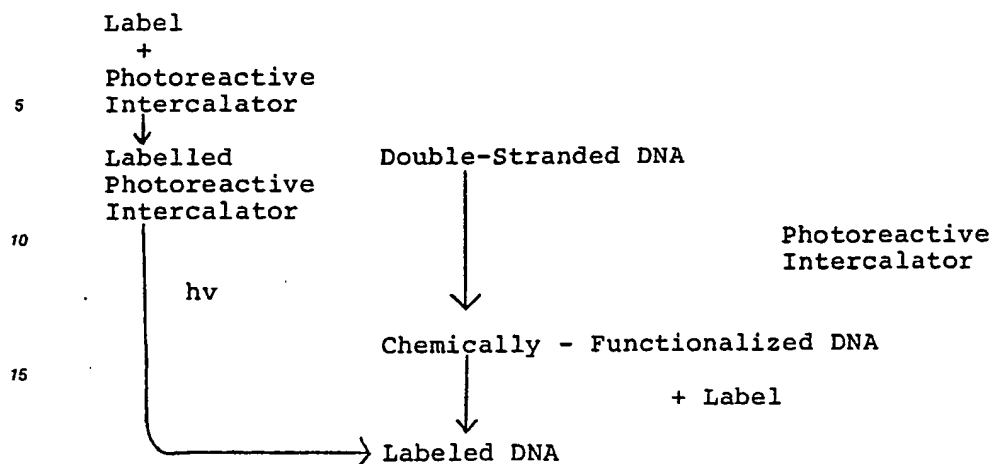 Label
+
Photoreactive
5 Intercalator
Labelled Double-Stranded DNA
Photoreactive
Intercalator
10 Photoreactive
Intercalator
hv
Chemically - Functionalized DNA
15
+ Label
Labeled DNA